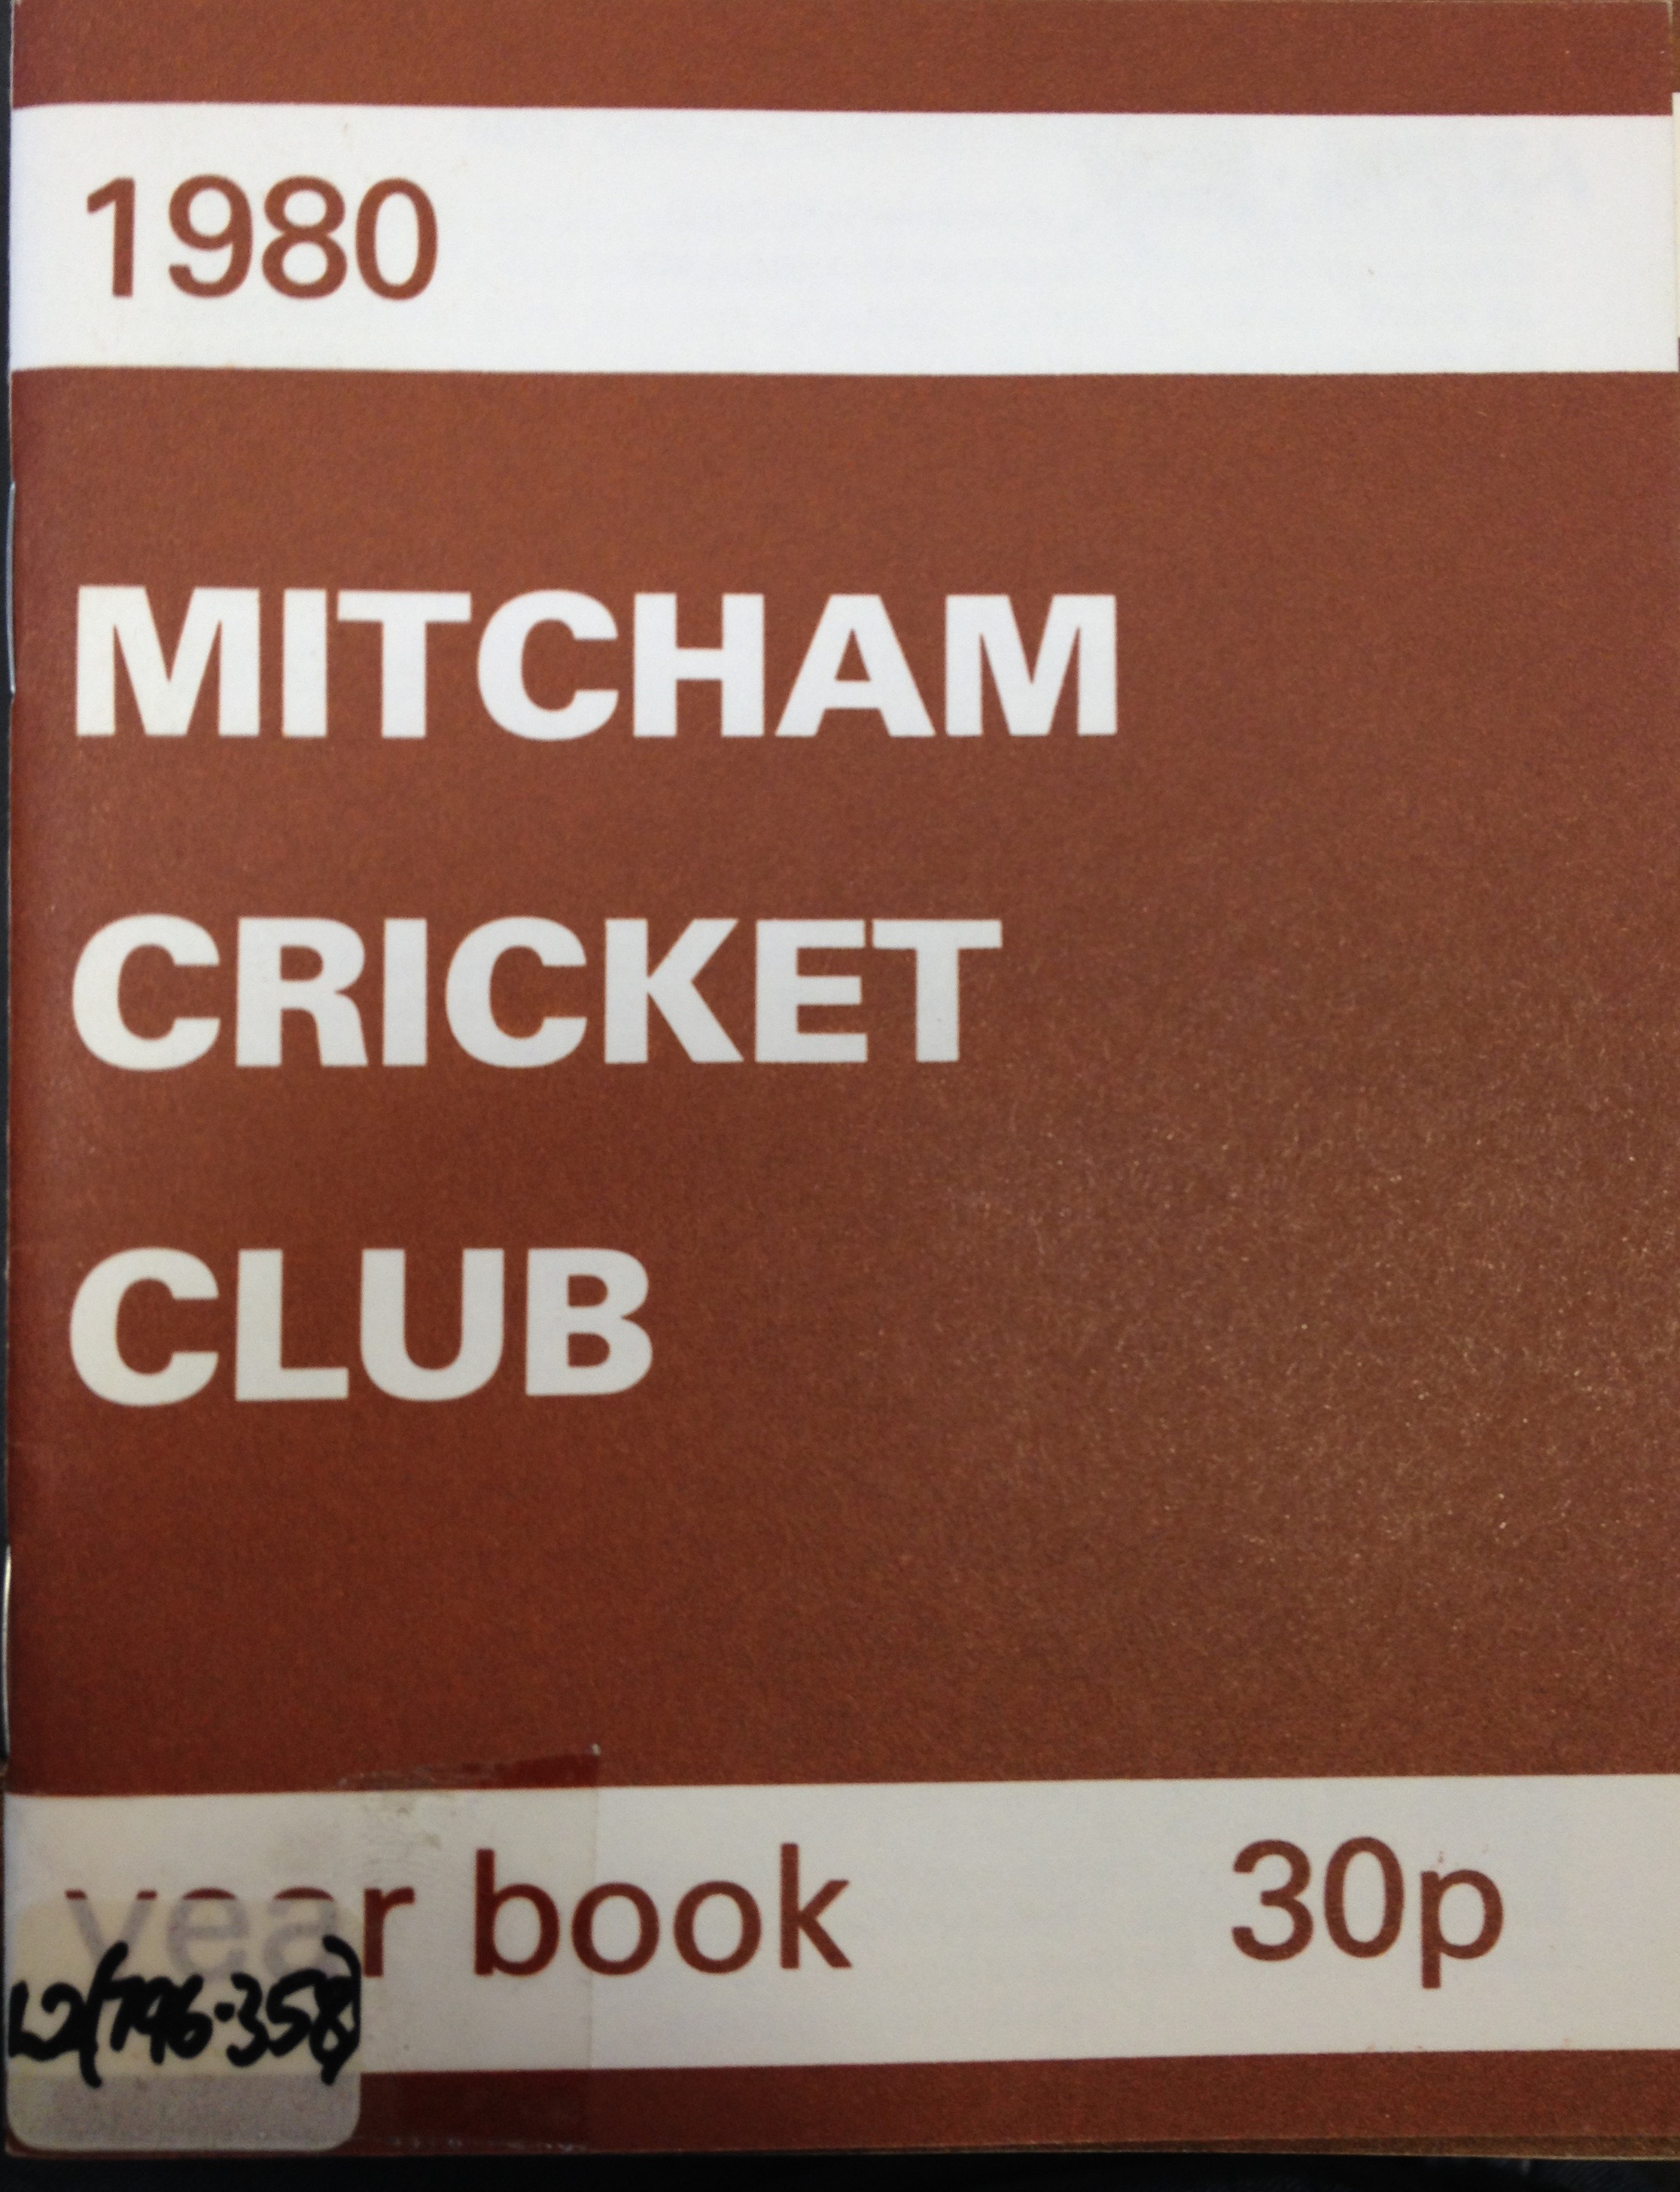 1980
MITCHAM
CRICKET
CLUB
year book 30p
L2(796.358)